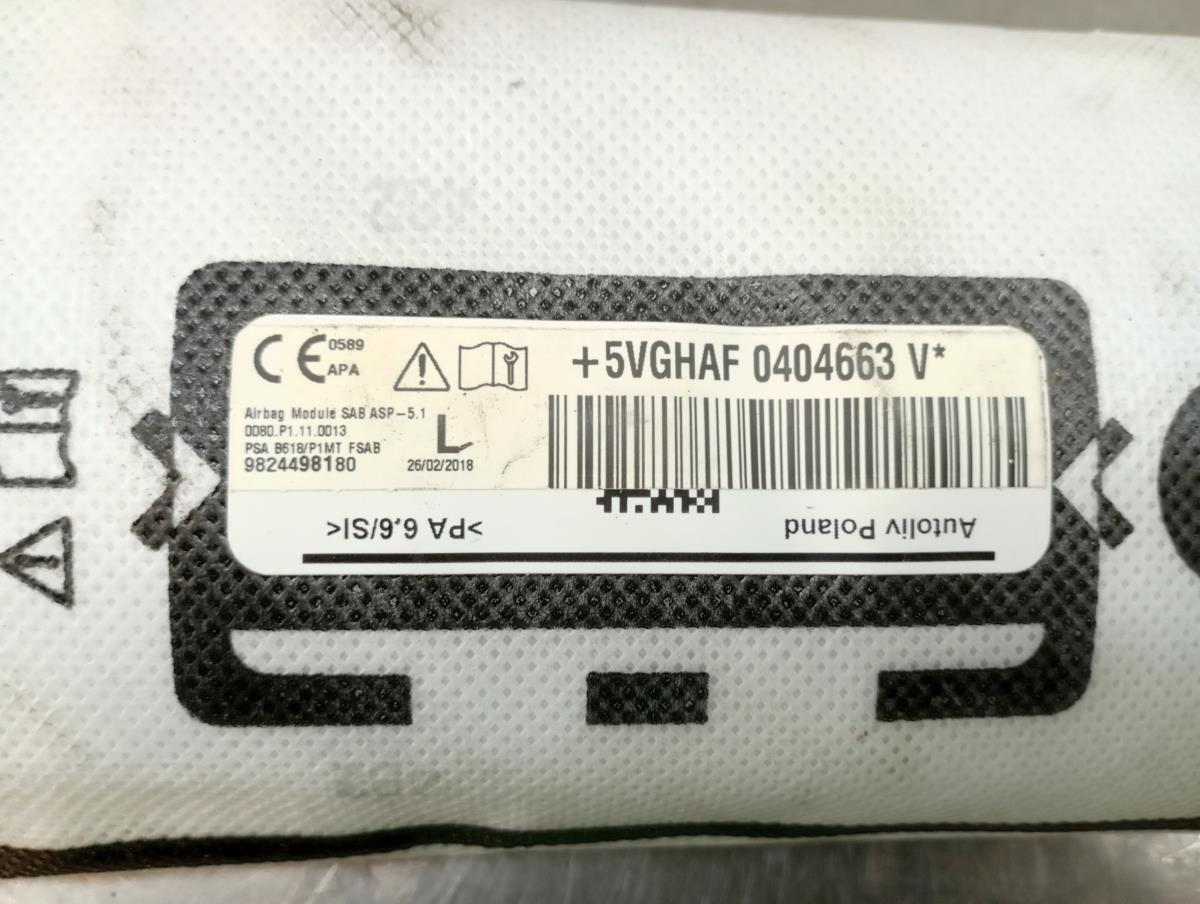 CE 0589
APA
+5VGHAF 0404663 V*
Airbag Module SAB ASP-5.1
0080.P1.11.0013
PSA B618/P1MT FSAB
9824498180
L
26/02/2018
>PA 6.6/SI<
Autoliv Poland